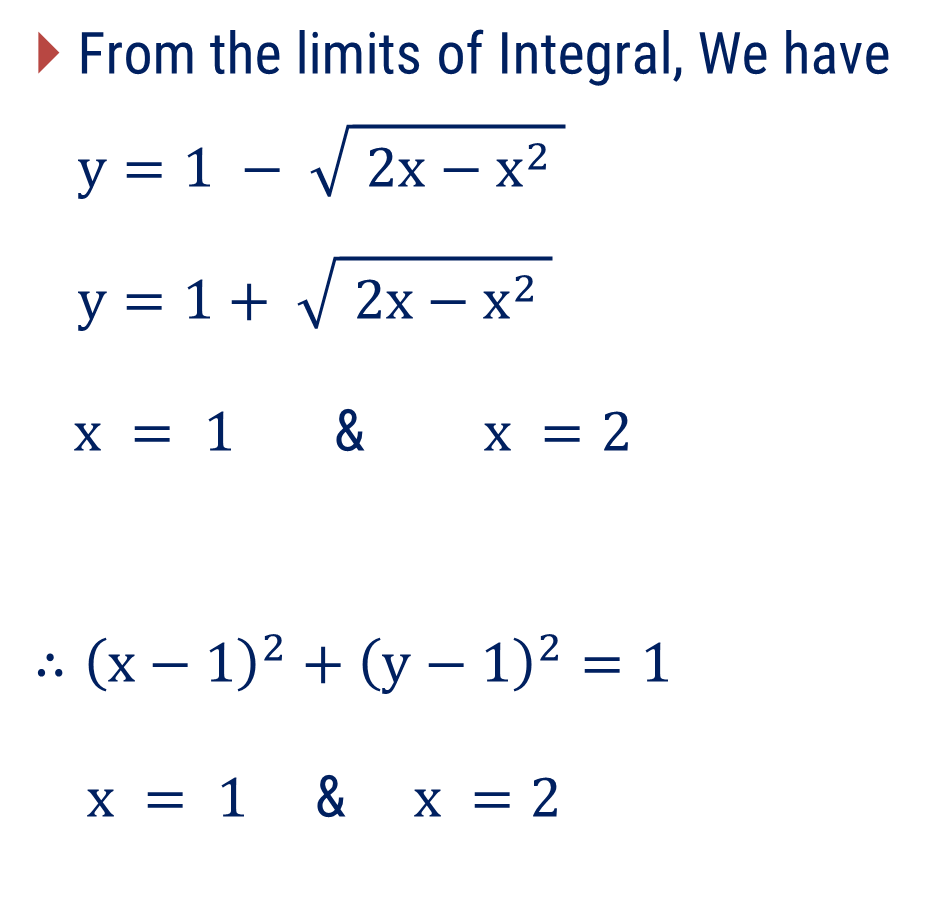 From the limits of Integral, We have
y = 1 − √(2x − x²)
y = 1 + √(2x − x²)
x = 1 & x = 2
∴ (x − 1)² + (y − 1)² = 1
x = 1 & x = 2